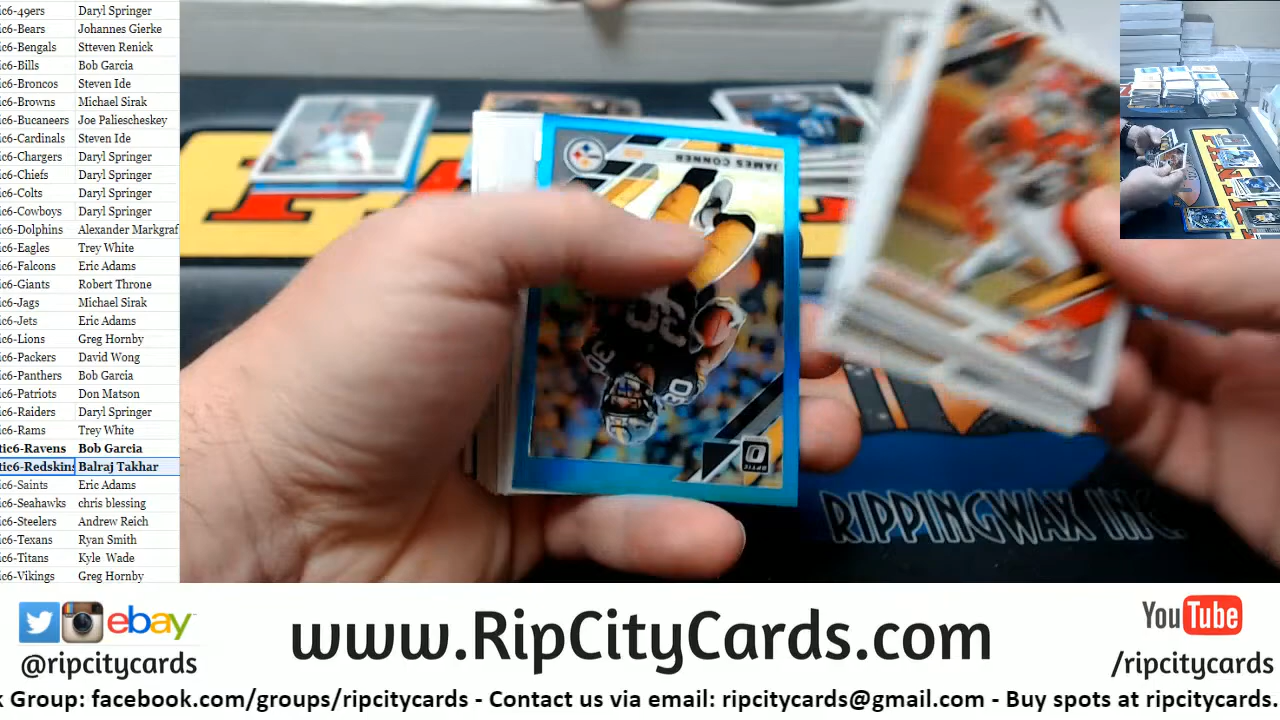 ic6-49ers Daryl Springer
ic6-Bears Johannes Gierke
ic6-Bengals Stteven Renick
ic6-Bills Bob Garcia
ic6-Broncos Steven Ide
ic6-Browns Michael Sirak
ic6-Bucaneers Joe Paliescheskey
ic6-Cardinals Steven Ide
ic6-Chargers Daryl Springer
ic6-Chiefs Daryl Springer
ic6-Colts Daryl Springer
ic6-Cowboys Daryl Springer
ic6-Dolphins Alexander Markgraf
ic6-Eagles Trey White
ic6-Falcons Eric Adams
ic6-Giants Robert Throne
ic6-Jags Michael Sirak
ic6-Jets Eric Adams
ic6-Lions Greg Hornby
ic6-Packers David Wong
ic6-Panthers Bob Garcia
ic6-Patriots Don Matson
ic6-Raiders Daryl Springer
ic6-Rams Trey White
tic6-Ravens Bob Garcia
tic6-Redskins Balraj Takhar
ic6-Saints Eric Adams
ic6-Seahawks chris blessing
ic6-Steelers Andrew Reich
ic6-Texans Ryan Smith
ic6-Titans Kyle Wade
ic6-Vikings Greg Hornby
JAMES CONNER
30
30
30
OPTIC
RIPPINGWAX INC
ebay
@ripcitycards
www.RipCityCards.com
YouTube
/ripcitycards
k Group: facebook.com/groups/ripcitycards - Contact us via email: ripcitycards@gmail.com - Buy spots at ripcitycards.